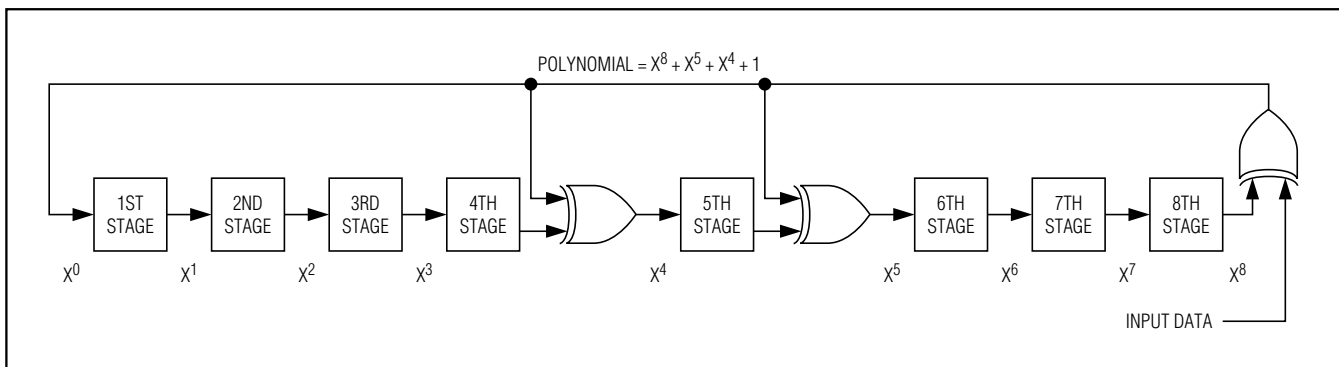 POLYNOMIAL = X⁸ + X⁵ + X⁴ + 1
1ST
STAGE
2ND
STAGE
3RD
STAGE
4TH
STAGE
5TH
STAGE
6TH
STAGE
7TH
STAGE
8TH
STAGE
X⁰ X¹ X² X³ X⁴ X⁵ X⁶ X⁷ X⁸
INPUT DATA